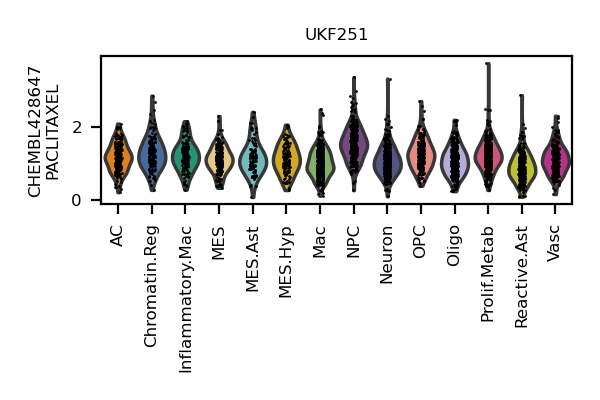 UKF251
CHEMBL428647
PACLITAXEL
2
0
AC
Chromatin.Reg
Inflammatory.Mac
MES
MES.Ast
MES.Hyp
Mac
NPC
Neuron
OPC
Oligo
Prolif.Metab
Reactive.Ast
Vasc